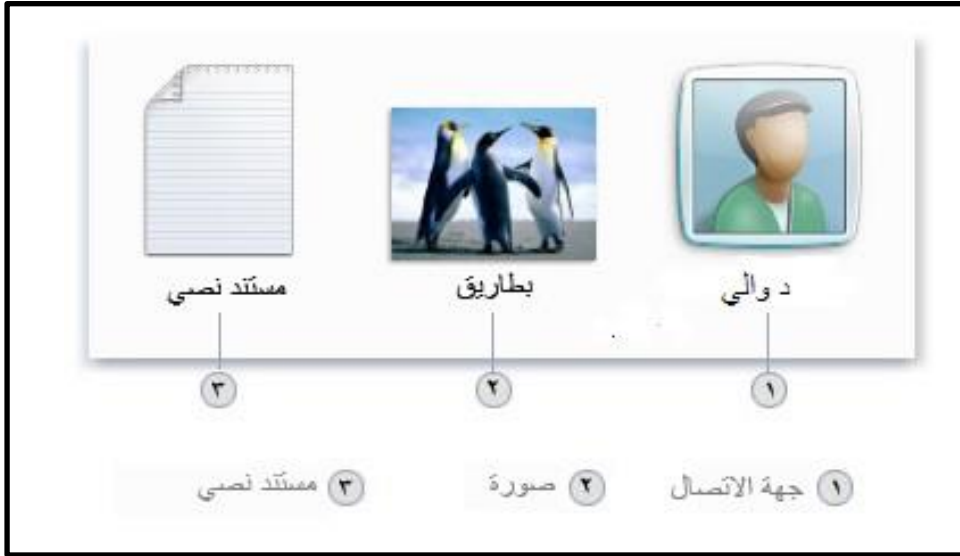 د والي بطاريق مستند نصي
١ ٢ ٣
١ جهة الاتصال ٢ صورة ٣ مستند نصي